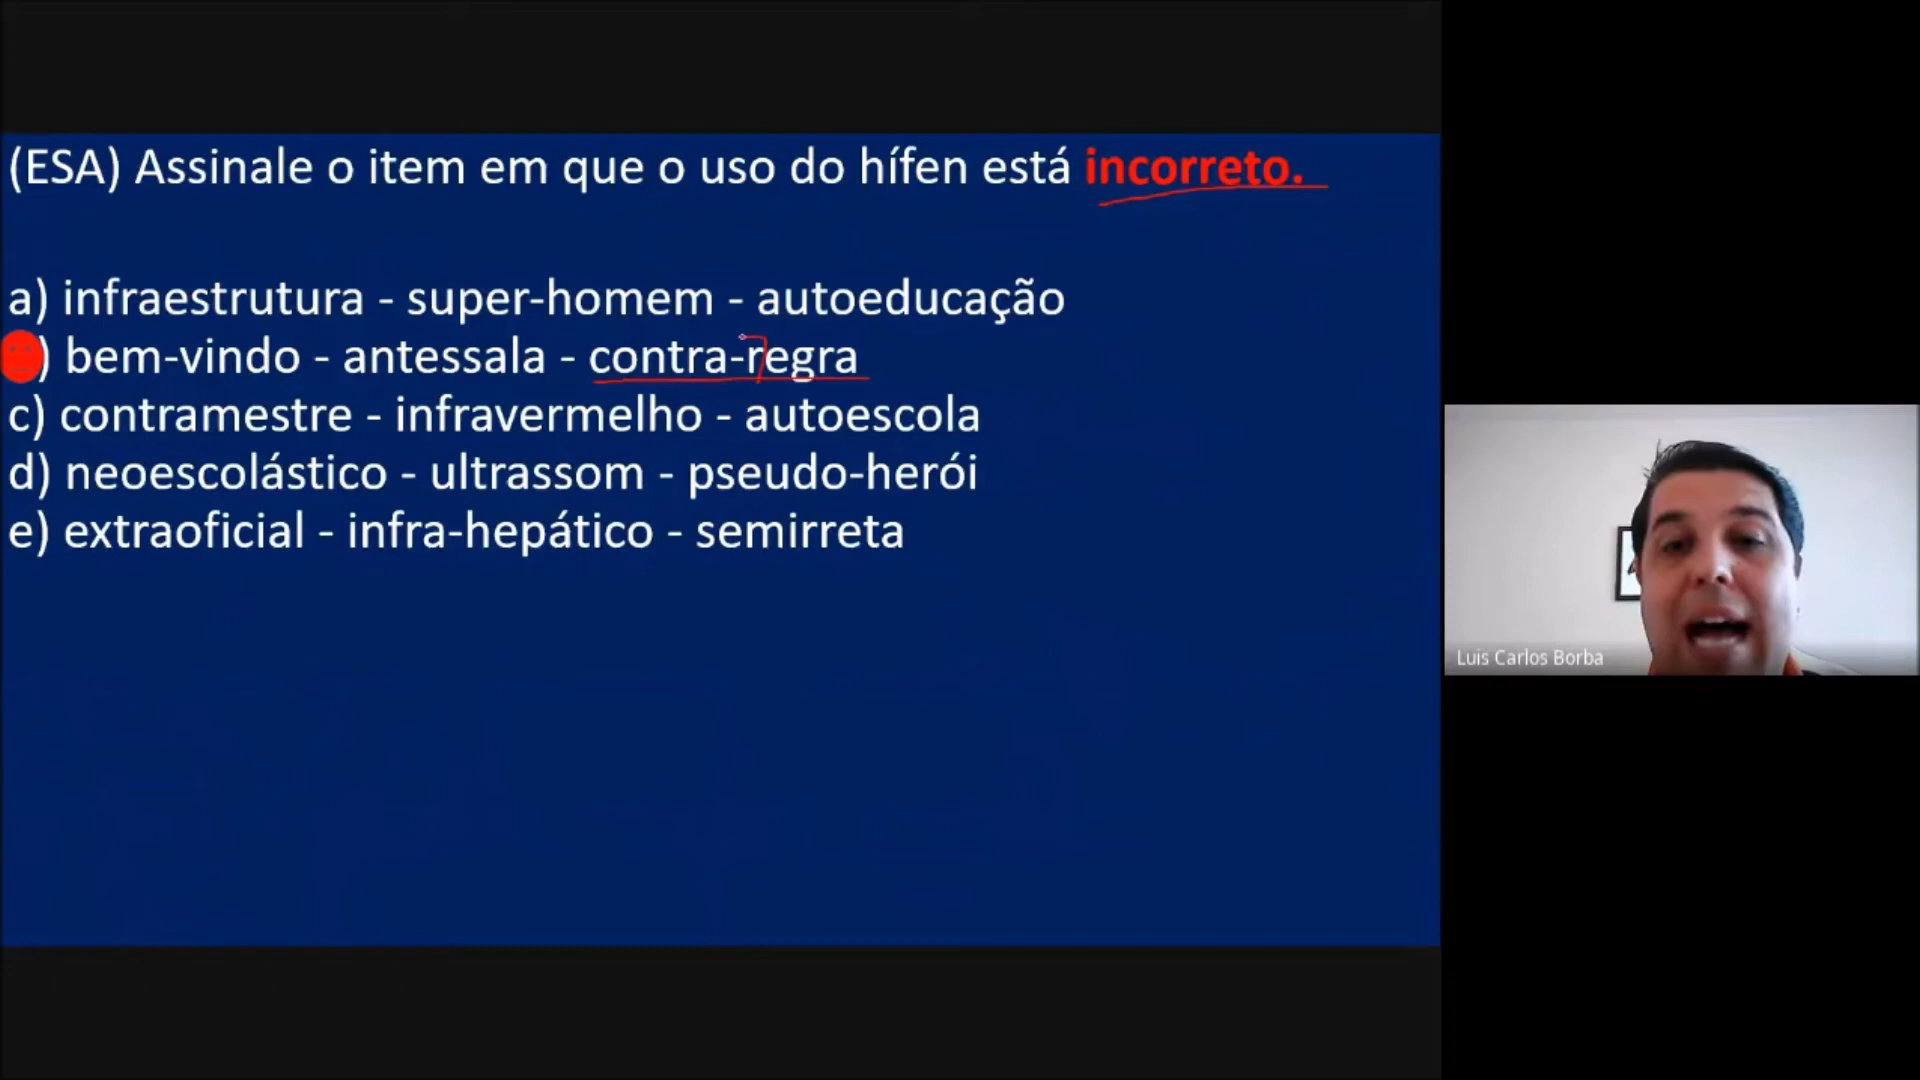 (ESA) Assinale o item em que o uso do hífen está incorreto.
a) infraestrutura - super-homem - autoeducação
) bem-vindo - antessala - contra-regra
c) contramestre - infravermelho - autoescola
d) neoescolástico - ultrassom - pseudo-herói
e) extraoficial - infra-hepático - semirreta
Luis Carlos Borba